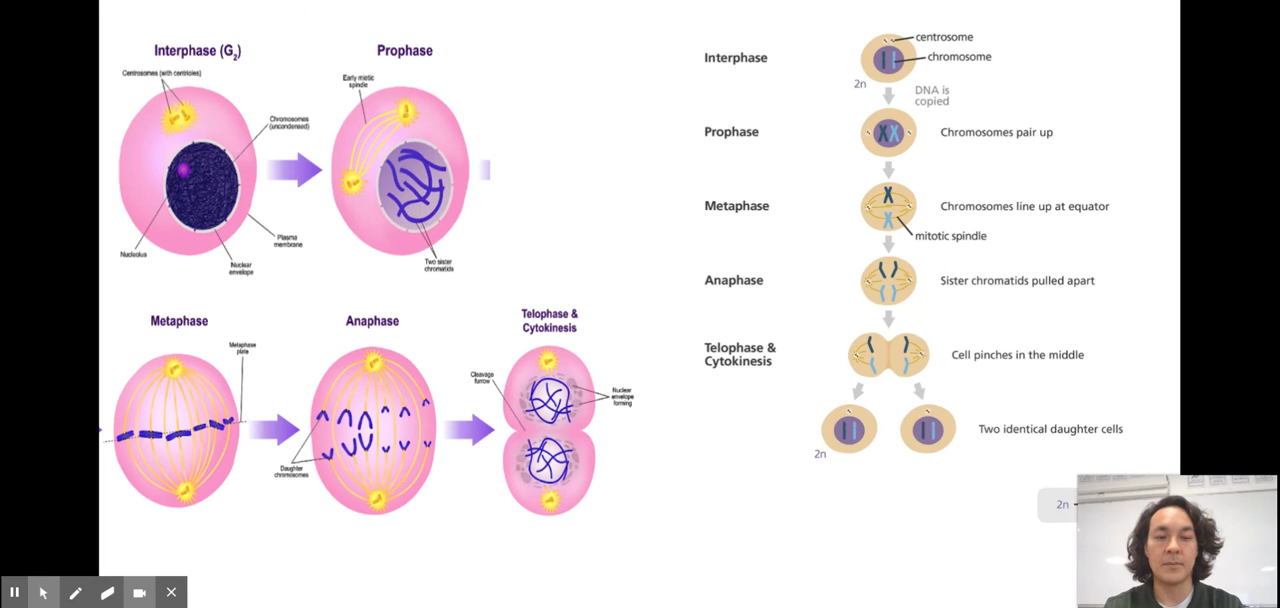 Interphase (G2)
Prophase
Centrosomes (with centrioles)
Early miotic
spindle
Chromosomes
(uncondensed)
Nucleolus
Nuclear
envelope
Plasma
membrane
Two sister
chromatids
Metaphase
Anaphase
Telophase &
Cytokinesis
Metaphase
plate
Cleavage
furrow
Nuclear
envelope
forming
Daughter
chromosomes
Interphase
centrosome
chromosome
2n
DNA is
copied
Prophase
Chromosomes pair up
Metaphase
Chromosomes line up at equator
mitotic spindle
Anaphase
Sister chromatids pulled apart
Telophase &
Cytokinesis
Cell pinches in the middle
Two identical daughter cells
2n
2n